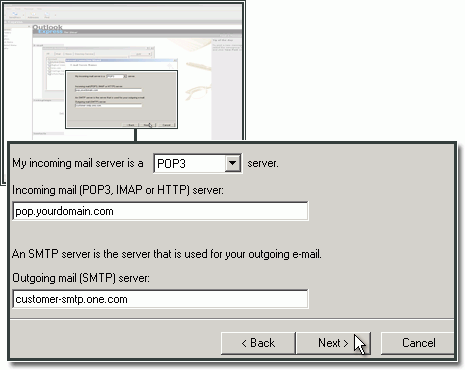 Outlook
Express
My incoming mail server is a POP3 server.
Incoming mail (POP3, IMAP or HTTP) server:
pop.yourdomain.com
An SMTP server is the server that is used for your outgoing e-mail.
Outgoing mail (SMTP) server:
customer-smtp.one.com
< Back Next > Cancel